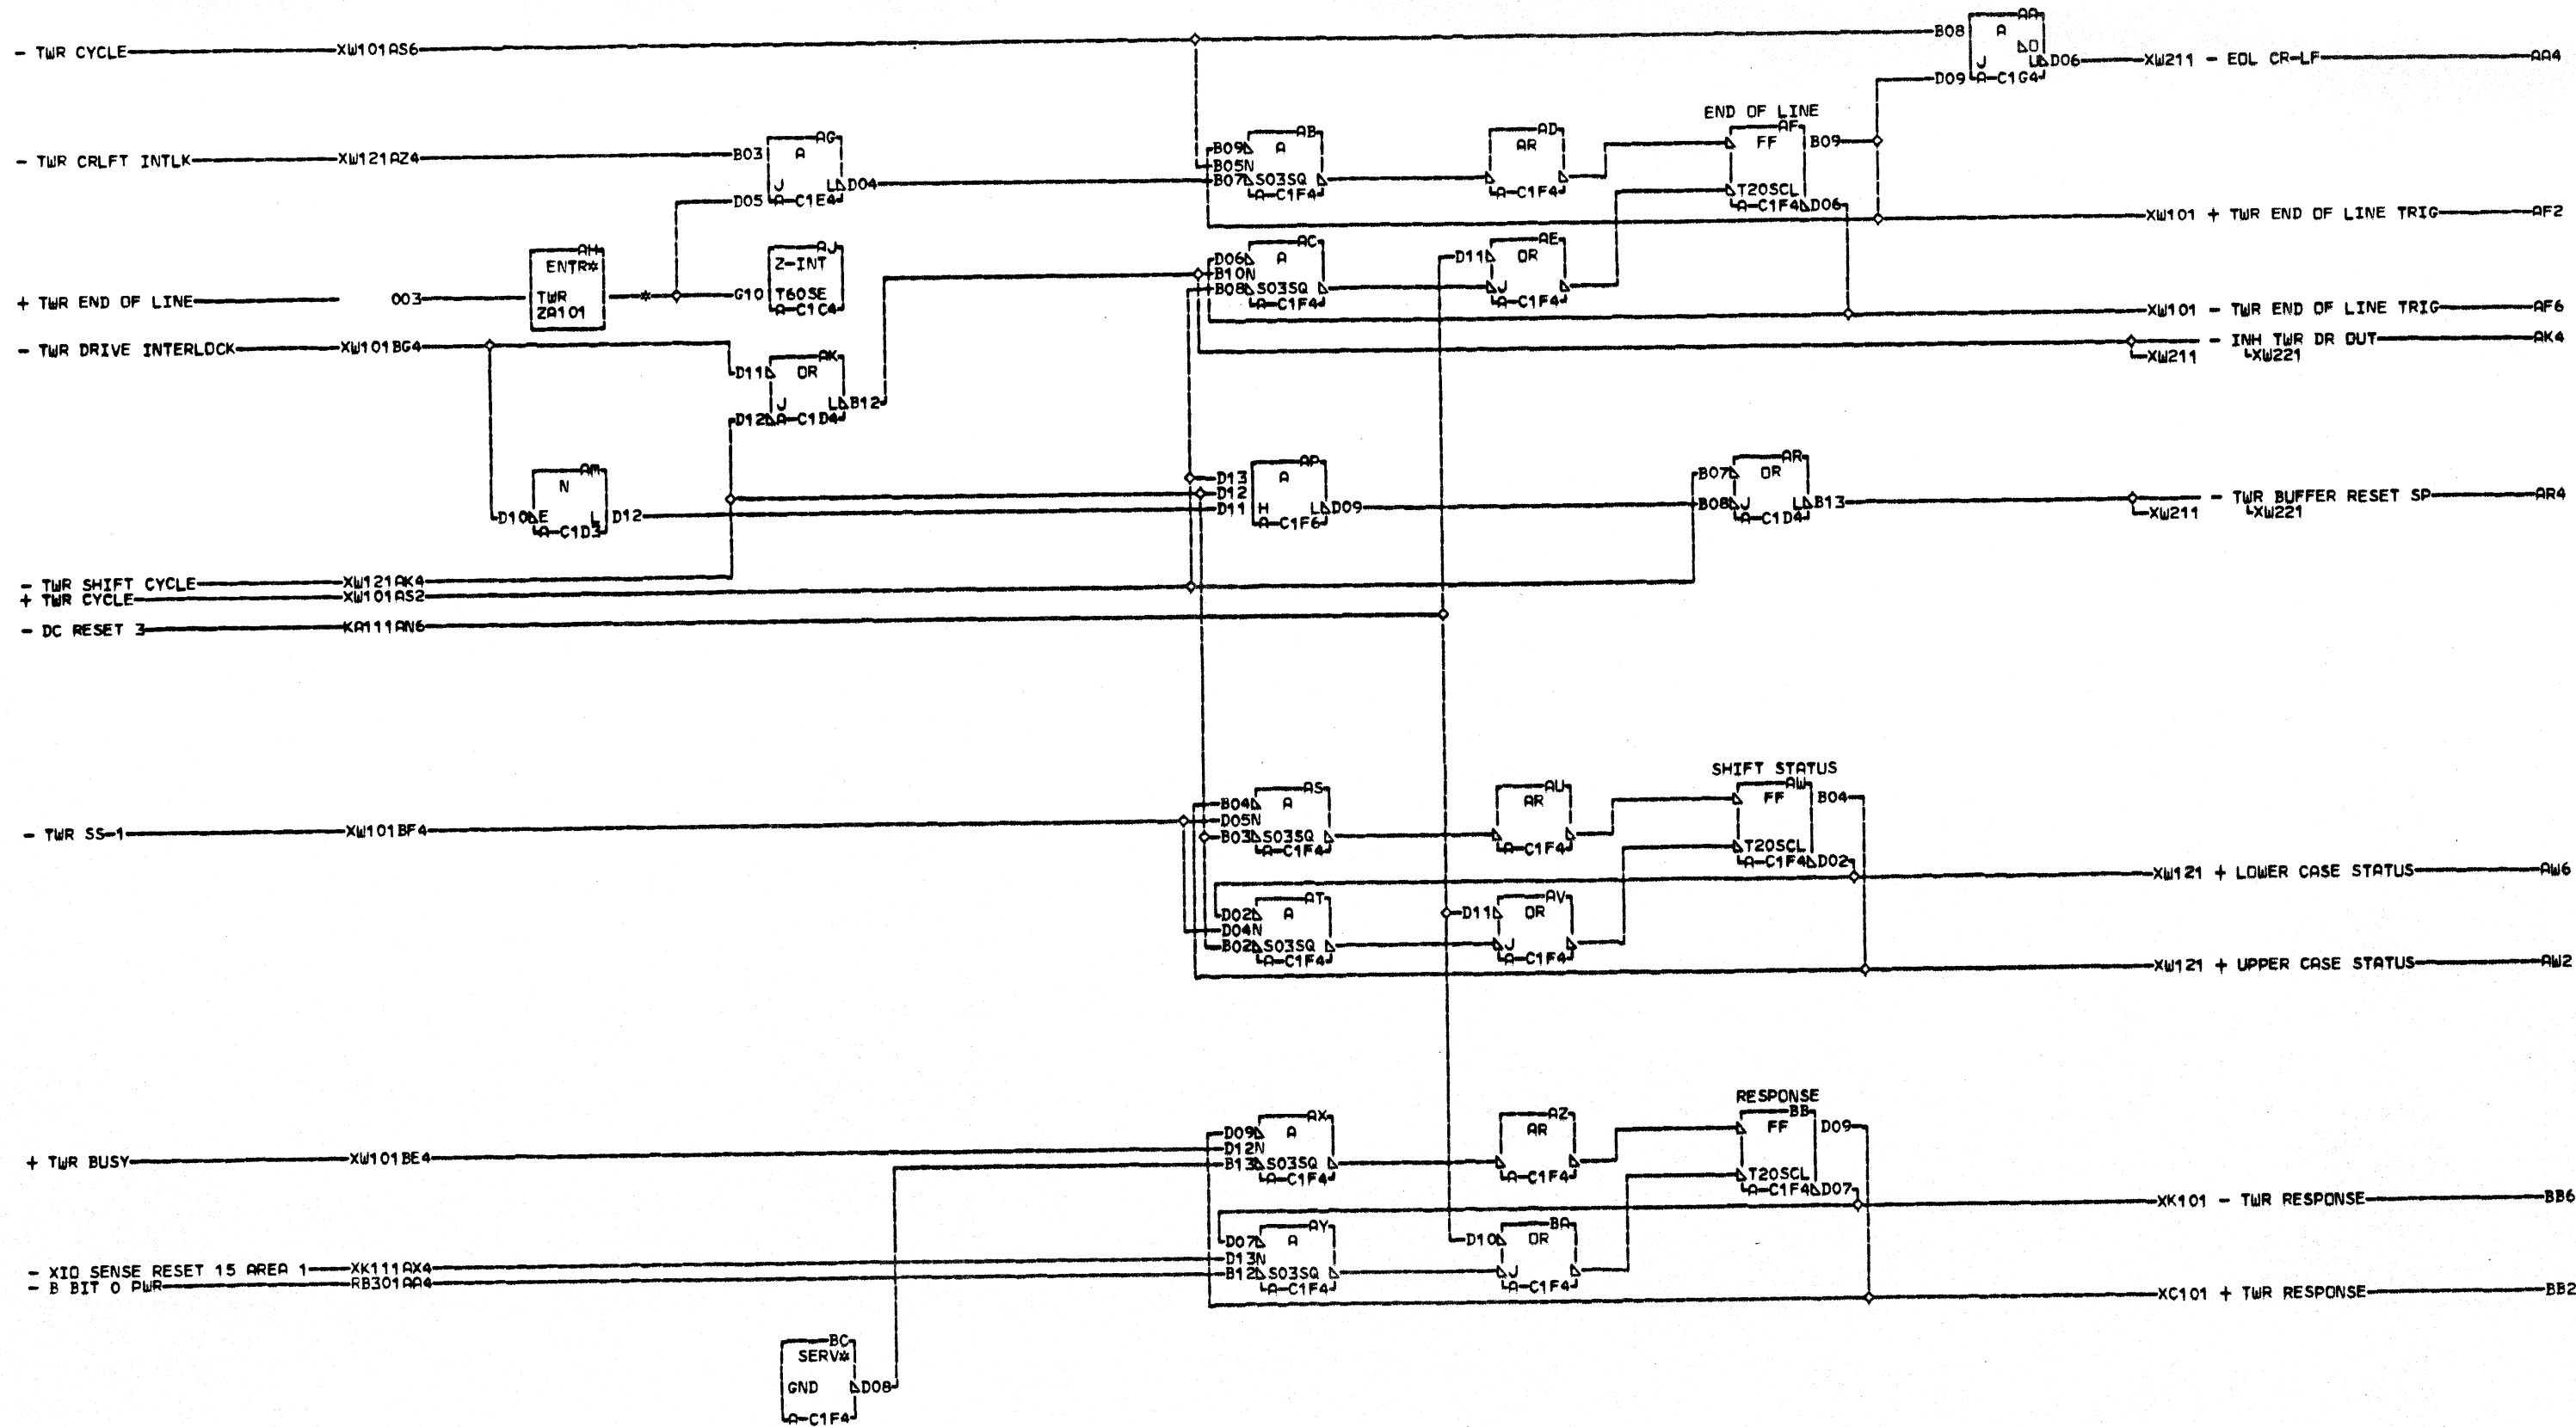 - TWR CYCLE XW101AS6 B08 AA A D J L D06 XW211 - EOL CR-LF AA4
D09 A-C1G4
END OF LINE
- TWR CRLFT INTLK XW121AZ4 B03 AG A J L D04 D05 A-C1E4
B09 AB A B05N B07 S03SQ A-C1F4
AD AR A-C1F4
AF FF B09 T20SCL A-C1F4 D06
XW101 + TWR END OF LINE TRIG AF2
+ TWR END OF LINE 003 AH ENTR* TWR ZA101 *
AJ Z-INT G10 T60SE A-C1C4
D06 AC A B10N B08 S03SQ A-C1F4
D11 AE OR J A-C1F4
XW101 - TWR END OF LINE TRIG AF6
- TWR DRIVE INTERLOCK XW101BG4
D11 AK OR J L B12 D12 A-C1D4
- INH TWR DR OUT AK4
XW211 XW221
AM N D10 E L D12 A-C1D3
D13 D12 D11 AP A H L D09 A-C1F6
B07 AR OR B08 J L B13 A-C1D4
- TWR BUFFER RESET SP AR4
XW211 XW221
- TWR SHIFT CYCLE XW121AK4
+ TWR CYCLE XW101AS2
- DC RESET 3 KA111AN6
SHIFT STATUS
- TWR SS-1 XW101BF4
B04 AS A D05N B03 S03SQ A-C1F4
AU AR A-C1F4
AW FF B04 T20SCL A-C1F4 D02
XW121 + LOWER CASE STATUS AW6
D02 AT A D04N B02 S03SQ A-C1F4
D11 AV OR J A-C1F4
XW121 + UPPER CASE STATUS AW2
RESPONSE
+ TWR BUSY XW101BE4
D09 AX A D12N B13 S03SQ A-C1F4
AZ AR A-C1F4
BB FF D09 T20SCL A-C1F4 D07
XK101 - TWR RESPONSE BB6
- XIO SENSE RESET 15 AREA 1 XK111AX4
- B BIT 0 PWR RB301AA4
D07 AY A D13N B12 S03SQ A-C1F4
D10 BA OR J A-C1F4
XC101 + TWR RESPONSE BB2
BC SERV* GND D08 A-C1F4